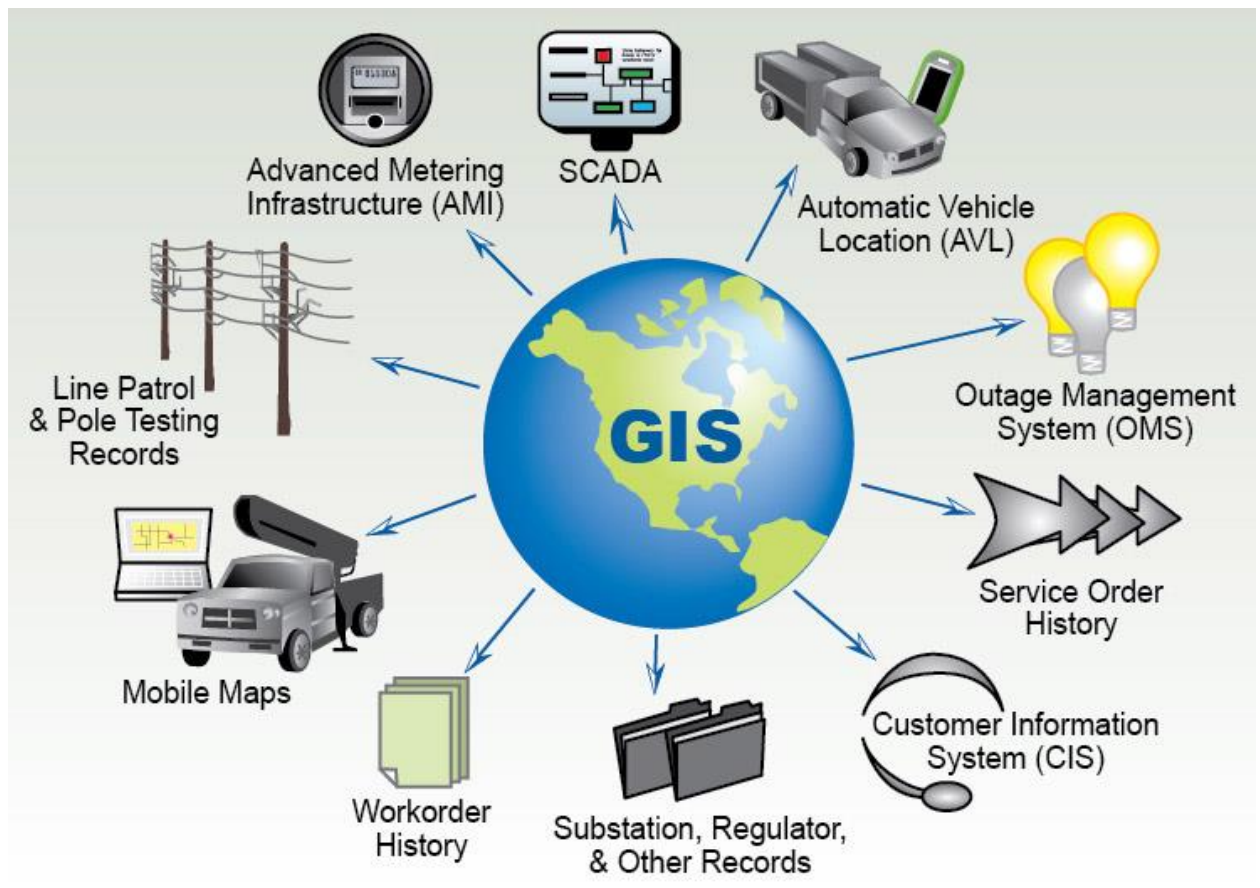 Advanced Metering
Infrastructure (AMI)
SCADA
Automatic Vehicle
Location (AVL)
Outage Management
System (OMS)
Service Order
History
Customer Information
System (CIS)
Substation, Regulator,
& Other Records
Workorder
History
Mobile Maps
Line Patrol
& Pole Testing
Records
GIS